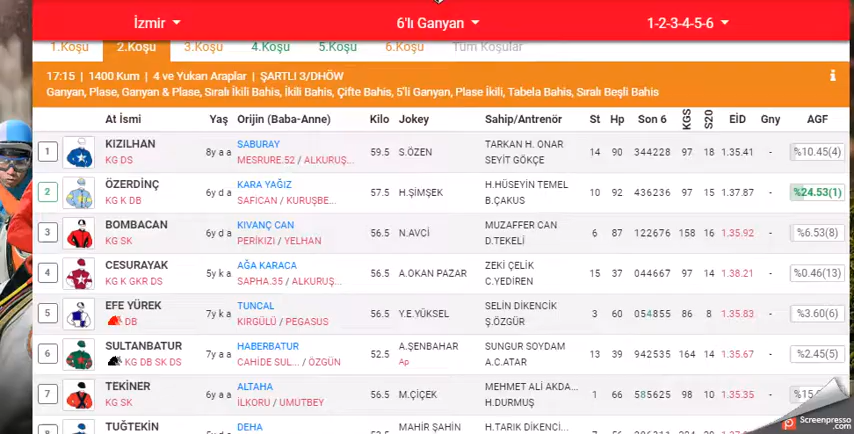 İzmir 6'lı Ganyan 1-2-3-4-5-6
1.Koşu 2.Koşu 3.Koşu 4.Koşu 5.Koşu 6.Koşu Tüm Koşular
17:15 | 1400 Kum | 4 ve Yukarı Araplar | ŞARTLI 3/DHÖW
Ganyan, Plase, Ganyan & Plase, Sıralı İkili Bahis, İkili Bahis, Çifte Bahis, 5'li Ganyan, Plase İkili, Tabela Bahis, Sıralı Beşli Bahis
At İsmi Yaş Orijin (Baba-Anne) Kilo Jokey Sahip/Antrenör St Hp Son 6 KGS S20 EİD Gny AGF
1 KIZILHAN 8y a a SABURAY 59.5 S.ÖZEN TARKAN H. ONAR 14 90 344228 97 18 1.35.41 - %10.45(4)
KG DS MESRURE.52 / ALKURUŞ... SEYİT GÖKÇE
2 ÖZERDİNÇ 6y d a KARA YAĞIZ 57.5 H.ŞİMŞEK H.HÜSEYİN TEMEL 10 92 436236 97 15 1.37.87 - %24.53(1)
KG K DB SAFICAN / KURUŞBE... B.ÇAKUS
3 BOMBACAN 6y d a KIVANÇ CAN 56.5 N.AVCİ MUZAFFER CAN 6 87 122676 158 16 1.35.92 - %6.53(8)
KG SK PERİKIZI / YELHAN D.TEKELİ
4 CESURAYAK 5y k a AĞA KARACA 56.5 A.OKAN PAZAR ZEKİ ÇELİK 15 37 044667 97 14 1.38.21 - %0.46(13)
KG K GKR DS SAPHA.35 / ALKURUŞ... C.YEDİREN
5 EFE YÜREK 7y k a TUNCAL 56.5 Y.E.YÜKSEL SELİN DİKENCİK 3 60 054855 86 8 1.35.83 - %3.60(6)
DB KIRGÜLÜ / PEGASUS Ş.ÖZGÜR
6 SULTANBATUR 7y a a HABERBATUR 52.5 A.ŞENBAHAR SUNGUR SOYDAM 13 39 942535 164 14 1.35.67 - %2.45(5)
KG DB SK DS CAHİDE SUL... / ÖZGÜN Ap A.C.ATAR
7 TEKİNER 6y a a ALTAHA 56.5 M.ÇİÇEK MEHMET ALİ AKDA... 1 66 585625 98 10 1.35.35 - %15
KG SK İLKORU / UMUTBEY H.DURMUŞ
8 TUĞTEKİN DEHA MAHİR ŞAHİN H.TARIK DİKENCİ...
Screenpresso
.com